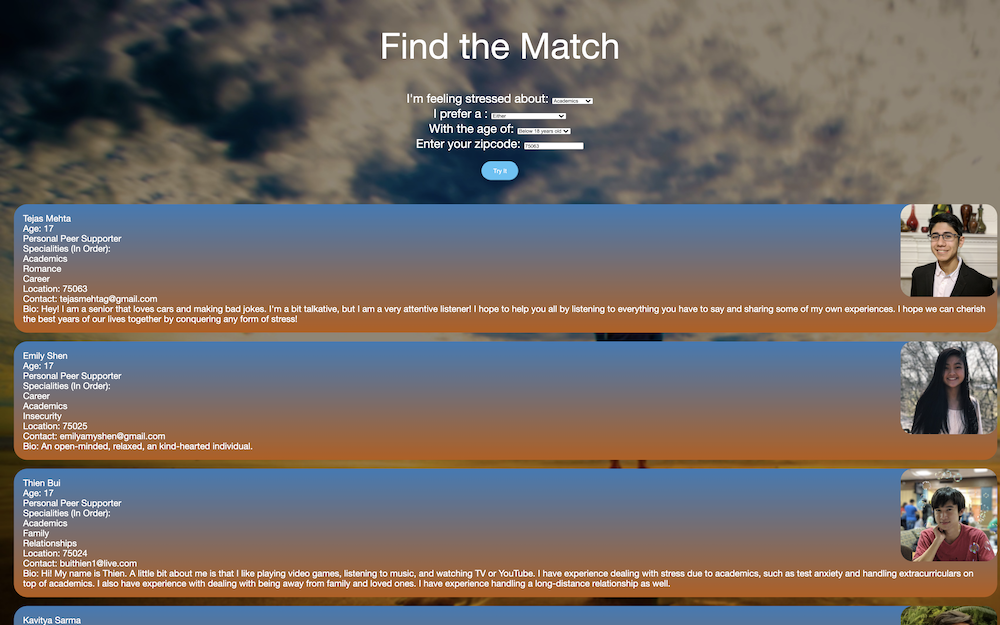 Find the Match
I'm feeling stressed about: Academics
I prefer a : Either
With the age of: Below 18 years old
Enter your zipcode: 75063
Try It
Tejas Mehta
Age: 17
Personal Peer Supporter
Specialities (In Order):
Academics
Romance
Career
Location: 75063
Contact: tejasmehtag@gmail.com
Bio: Hey! I am a senior that loves cars and making bad jokes. I'm a bit talkative, but I am a very attentive listener! I hope to help you all by listening to everything you have to say and sharing some of my own experiences. I hope we can cherish
the best years of our lives together by conquering any form of stress!
Emily Shen
Age: 17
Personal Peer Supporter
Specialities (In Order):
Career
Academics
Insecurity
Location: 75025
Contact: emilyamyshen@gmail.com
Bio: An open-minded, relaxed, an kind-hearted individual.
Thien Bui
Age: 17
Personal Peer Supporter
Specialities (In Order):
Academics
Family
Relationships
Location: 75024
Contact: buithien1@live.com
Bio: Hi! My name is Thien. A little bit about me is that I like playing video games, listening to music, and watching TV or YouTube. I have experience dealing with stress due to academics, such as test anxiety and handling extracurriculars on
top of academics. I also have experience with dealing with being away from family and loved ones. I have experience handling a long-distance relationship as well.
Kavitya Sarma